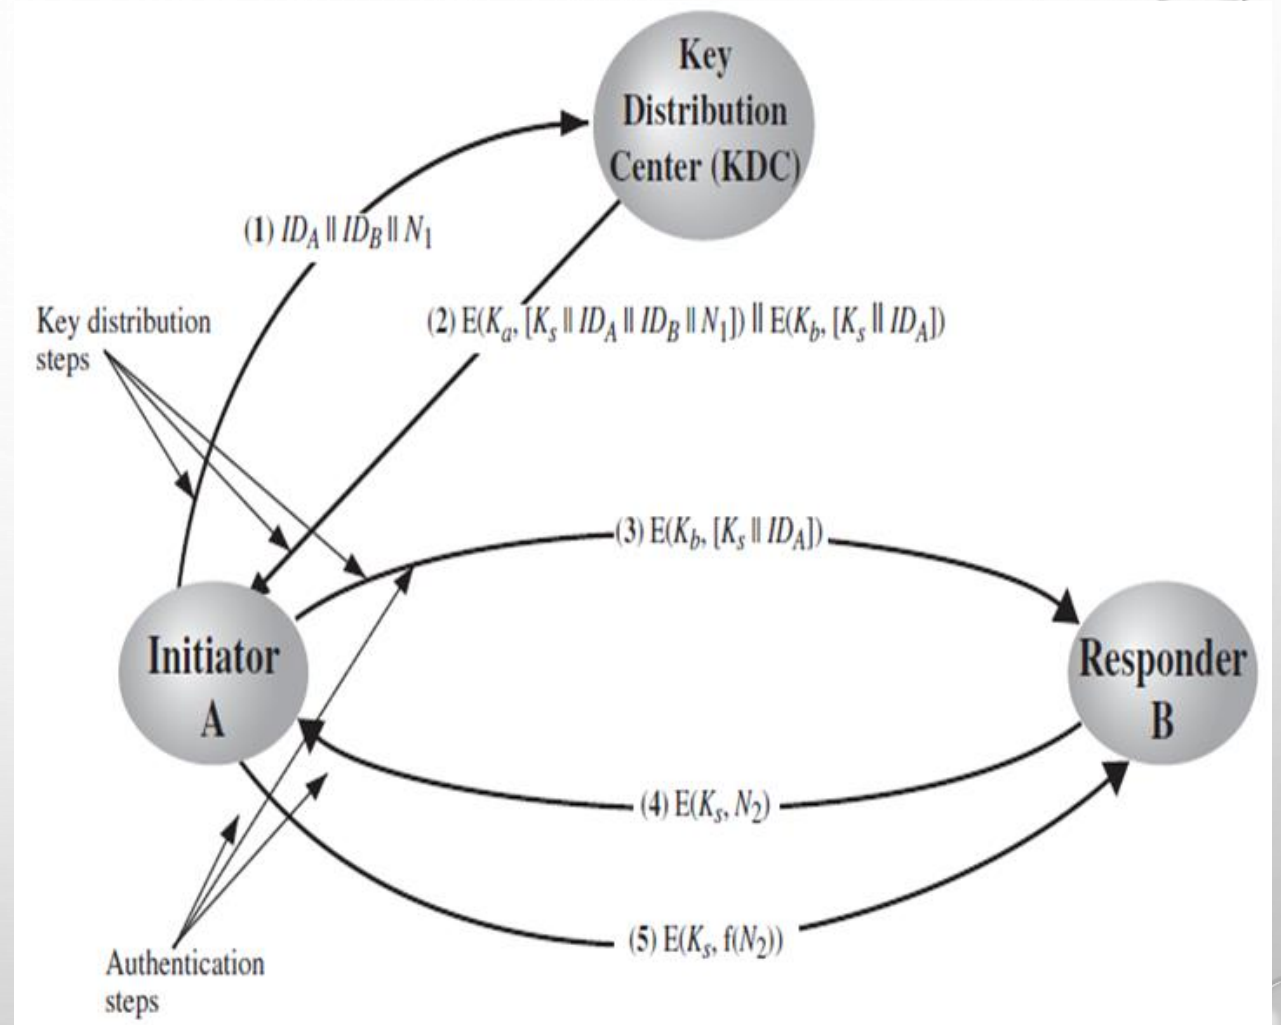 Key
Distribution
Center (KDC)
(1) ID_A || ID_B || N_1
(2) E(K_a, [K_s || ID_A || ID_B || N_1]) || E(K_b, [K_s || ID_A])
Key distribution
steps
(3) E(K_b, [K_s || ID_A])
Initiator
A
Responder
B
(4) E(K_s, N_2)
(5) E(K_s, f(N_2))
Authentication
steps